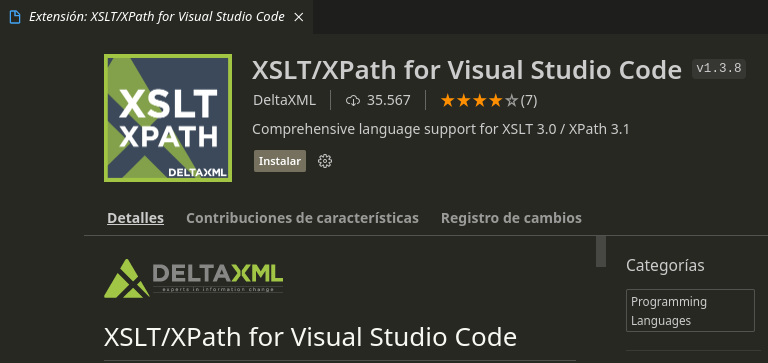 Extensión: XSLT/XPath for Visual Studio Code
XSLT
XPATH
DELTAXML
XSLT/XPath for Visual Studio Code v1.3.8
DeltaXML 35.567 (7)
Comprehensive language support for XSLT 3.0 / XPath 3.1
Instalar
Detalles Contribuciones de características Registro de cambios
DELTAXML
experts in information change
Categorías
Programming
Languages
XSLT/XPath for Visual Studio Code